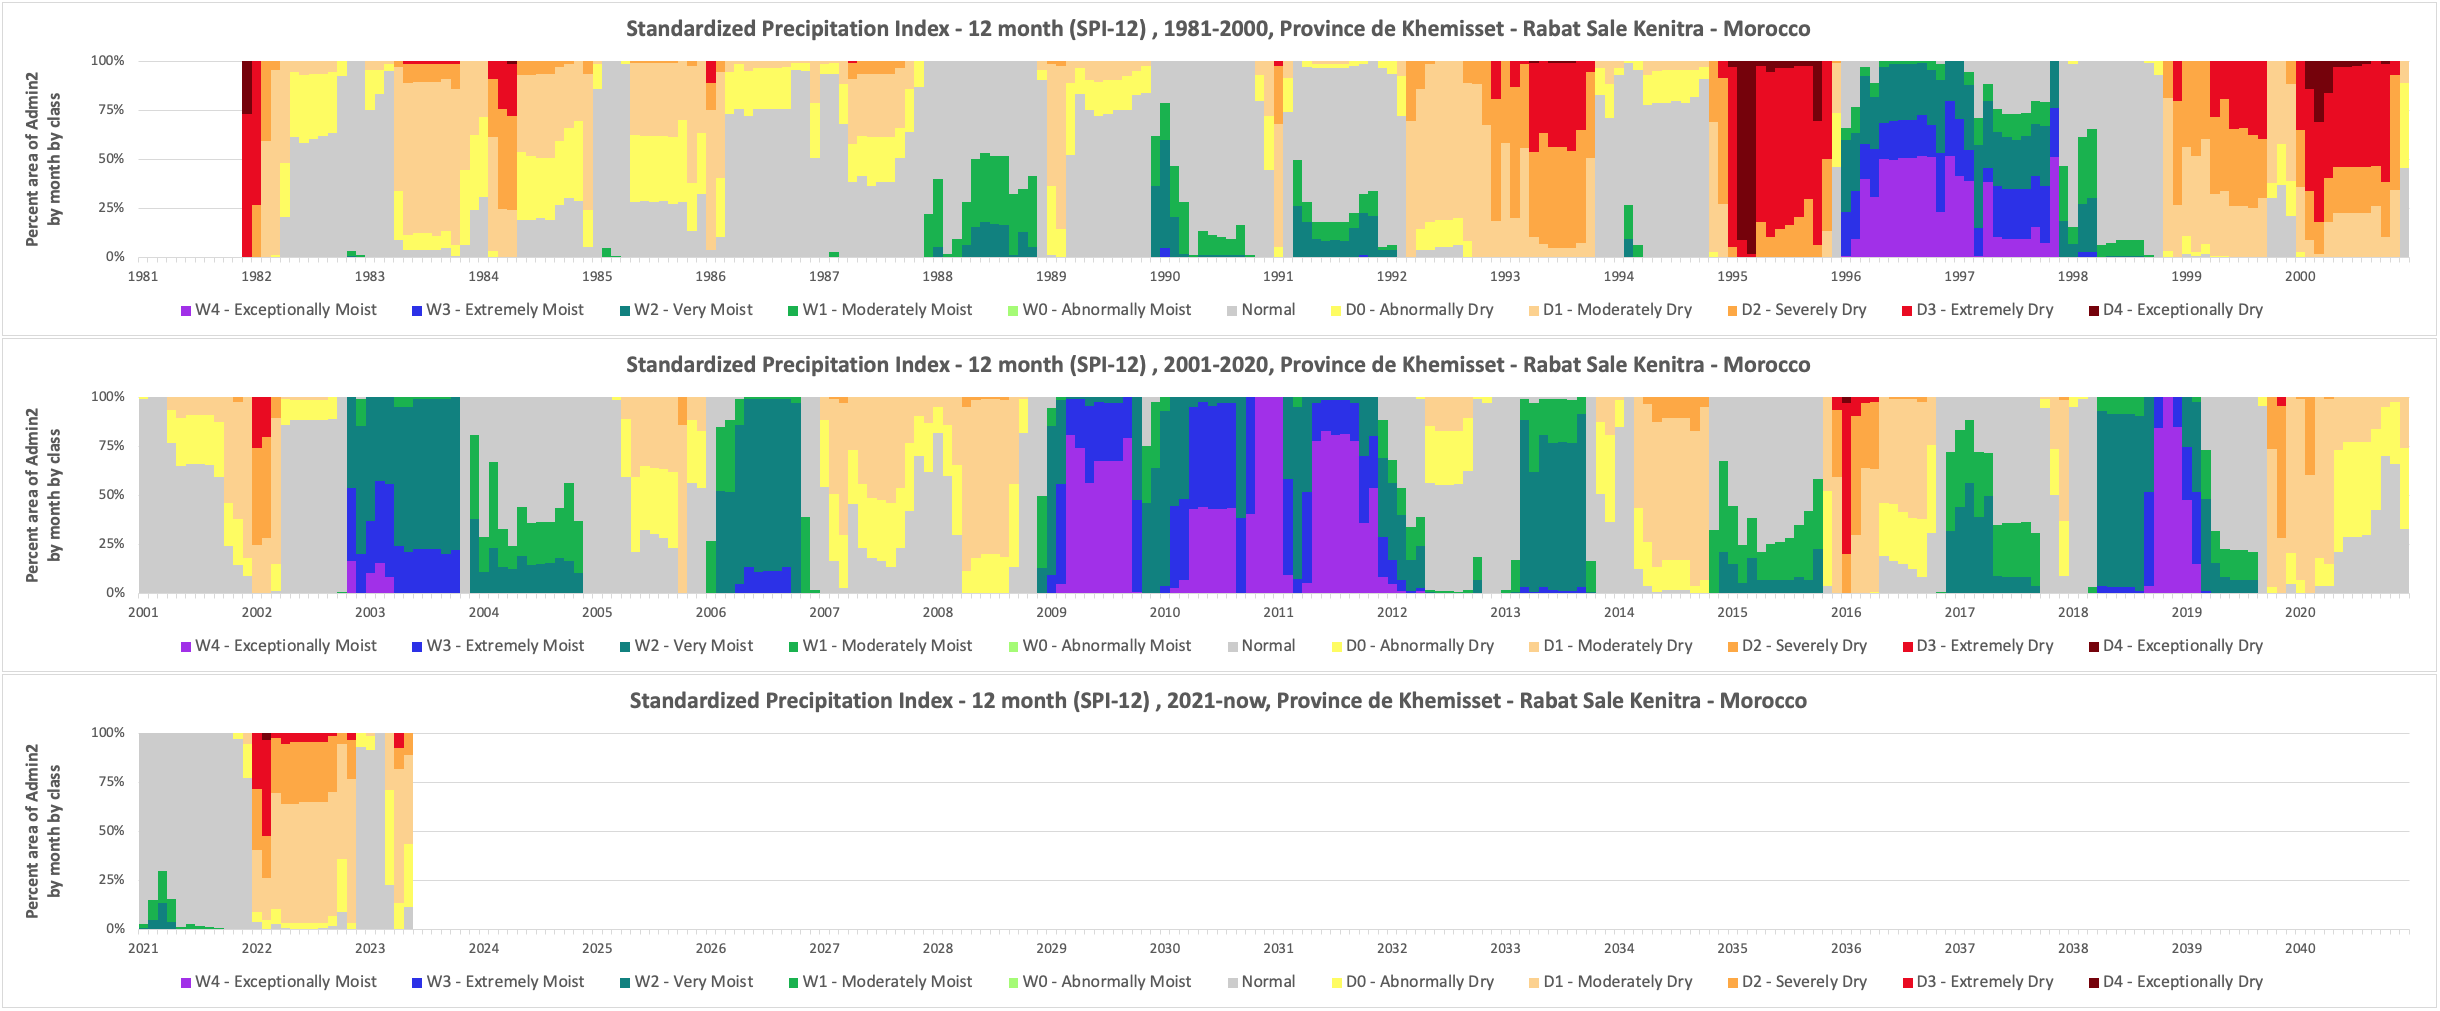 Standardized Precipitation Index - 12 month (SPI-12) , 1981-2000, Province de Khemisset - Rabat Sale Kenitra - Morocco
Percent area of Admin2
by month by class
100%
75%
50%
25%
0%
1981 1982 1983 1984 1985 1986 1987 1988 1989 1990 1991 1992 1993 1994 1995 1996 1997 1998 1999 2000
W4 - Exceptionally Moist W3 - Extremely Moist W2 - Very Moist W1 - Moderately Moist W0 - Abnormally Moist Normal D0 - Abnormally Dry D1 - Moderately Dry D2 - Severely Dry D3 - Extremely Dry D4 - Exceptionally Dry
Standardized Precipitation Index - 12 month (SPI-12) , 2001-2020, Province de Khemisset - Rabat Sale Kenitra - Morocco
Percent area of Admin2
by month by class
100%
75%
50%
25%
0%
2001 2002 2003 2004 2005 2006 2007 2008 2009 2010 2011 2012 2013 2014 2015 2016 2017 2018 2019 2020
W4 - Exceptionally Moist W3 - Extremely Moist W2 - Very Moist W1 - Moderately Moist W0 - Abnormally Moist Normal D0 - Abnormally Dry D1 - Moderately Dry D2 - Severely Dry D3 - Extremely Dry D4 - Exceptionally Dry
Standardized Precipitation Index - 12 month (SPI-12) , 2021-now, Province de Khemisset - Rabat Sale Kenitra - Morocco
Percent area of Admin2
by month by class
100%
75%
50%
25%
0%
2021 2022 2023 2024 2025 2026 2027 2028 2029 2030 2031 2032 2033 2034 2035 2036 2037 2038 2039 2040
W4 - Exceptionally Moist W3 - Extremely Moist W2 - Very Moist W1 - Moderately Moist W0 - Abnormally Moist Normal D0 - Abnormally Dry D1 - Moderately Dry D2 - Severely Dry D3 - Extremely Dry D4 - Exceptionally Dry